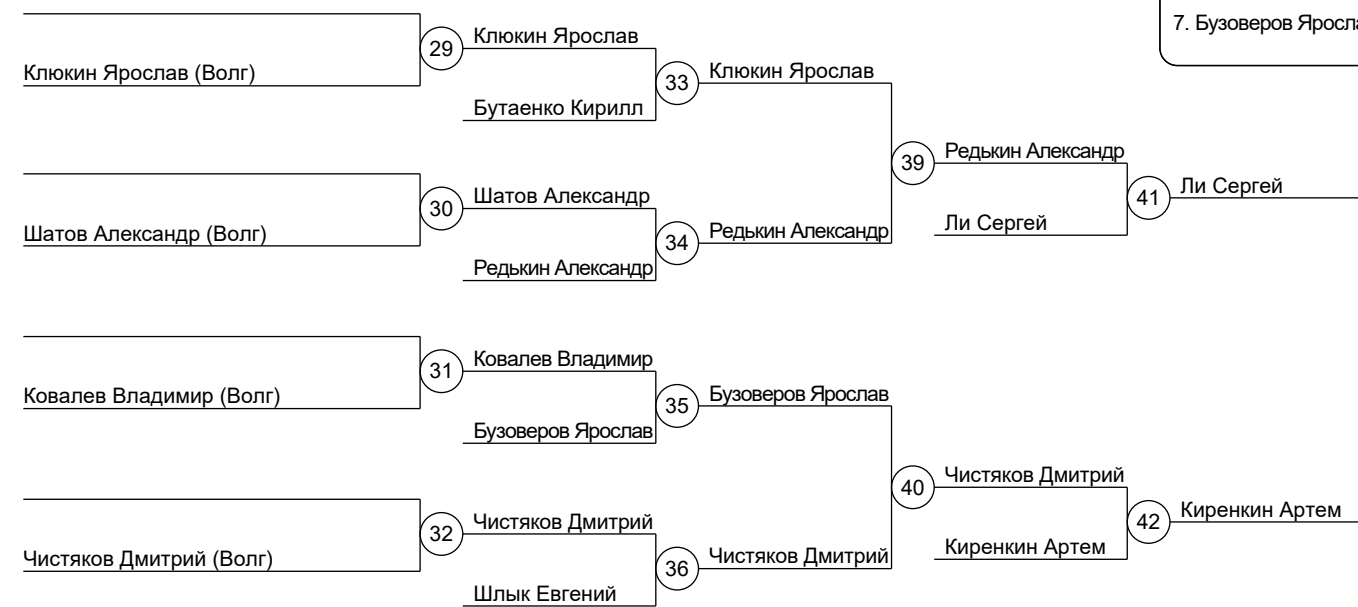 7. Бузоверов
29
Клюкин Ярослав
Клюкин Ярослав (Волг)
33
Клюкин Ярослав
Бутаенко Кирилл
39
Редькин Александр
30
Шатов Александр
41
Ли Сергей
Шатов Александр (Волг)
34
Редькин Александр
Ли Сергей
Редькин Александр
31
Ковалев Владимир
Ковалев Владимир (Волг)
35
Бузоверов Ярослав
Бузоверов Ярослав
40
Чистяков Дмитрий
32
Чистяков Дмитрий
42
Киренкин Артем
Чистяков Дмитрий (Волг)
36
Чистяков Дмитрий
Киренкин Артем
Шлык Евгений